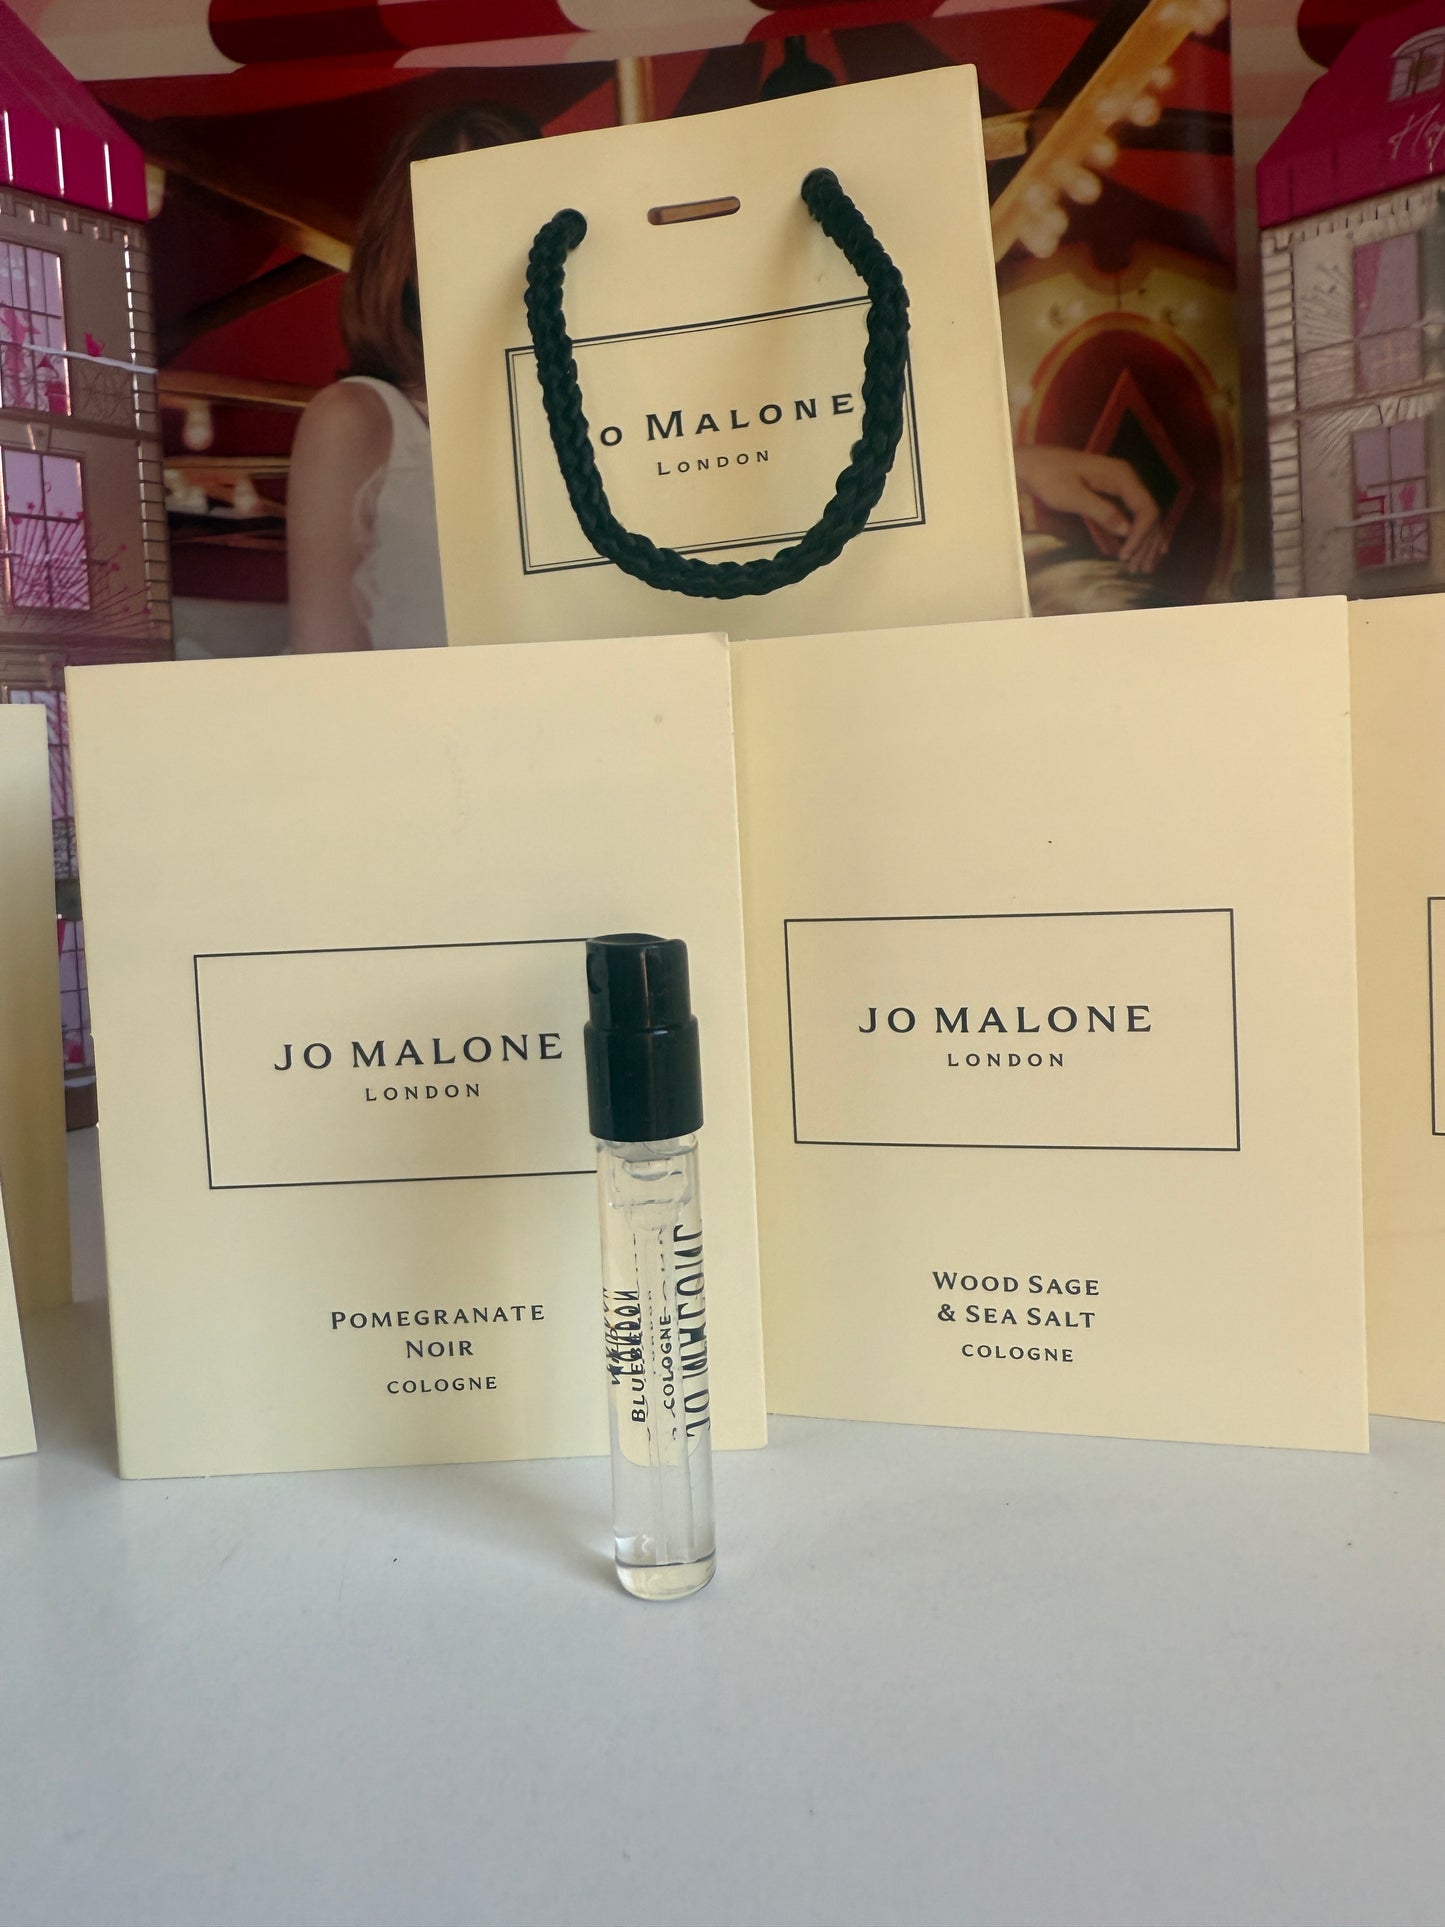 Jo MALONE
LONDON
JO MALONE
LONDON
POMEGRANATE
NOIR
COLOGNE
JO MALONE
LONDON
WOOD SAGE
& SEA SALT
COLOGNE
BLUEBELL
COLOGNE